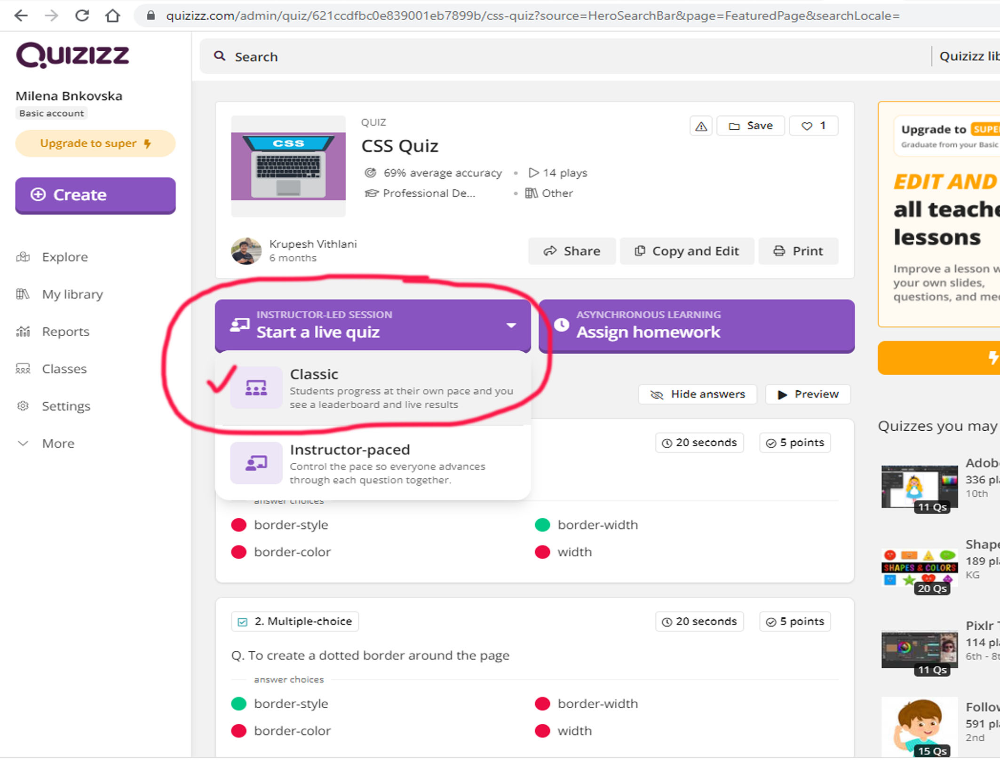 quizizz.com/admin/quiz/621ccdfbc0e839001eb7899b/css-quiz?source=HeroSearchBar&page=FeaturedPage&searchLocale=
QUIZIZZ
Search
Quizizz lib
Milena Bnkovska
Basic account
Upgrade to super
Create
Explore
My library
Reports
Classes
Settings
More
CSS
QUIZ
CSS Quiz
69% average accuracy • 14 plays
Professional De... • Other
Save
1
Krupesh Vithlani
6 months
Share
Copy and Edit
Print
INSTRUCTOR-LED SESSION
Start a live quiz
ASYNCHRONOUS LEARNING
Assign homework
Classic
Students progress at their own pace and you
see a leaderboard and live results
Instructor-paced
Control the pace so everyone advances
through each question together.
Hide answers
Preview
20 seconds
5 points
answer choices
border-style
border-width
border-color
width
2. Multiple-choice
20 seconds
5 points
Q. To create a dotted border around the page
answer choices
border-style
border-width
border-color
width
Upgrade to SUPE
Graduate from your Basic
EDIT AND
all teache
lessons
Improve a lesson w
your own slides,
questions, and med
Quizzes you may
Adobe
336 pla
10th
11 Qs
Shape
189 pla
KG
SHAPES & COLORS
20 Qs
Pixlr T
114 pla
6th - 8t
11 Qs
Follow
591 pla
2nd
15 Qs